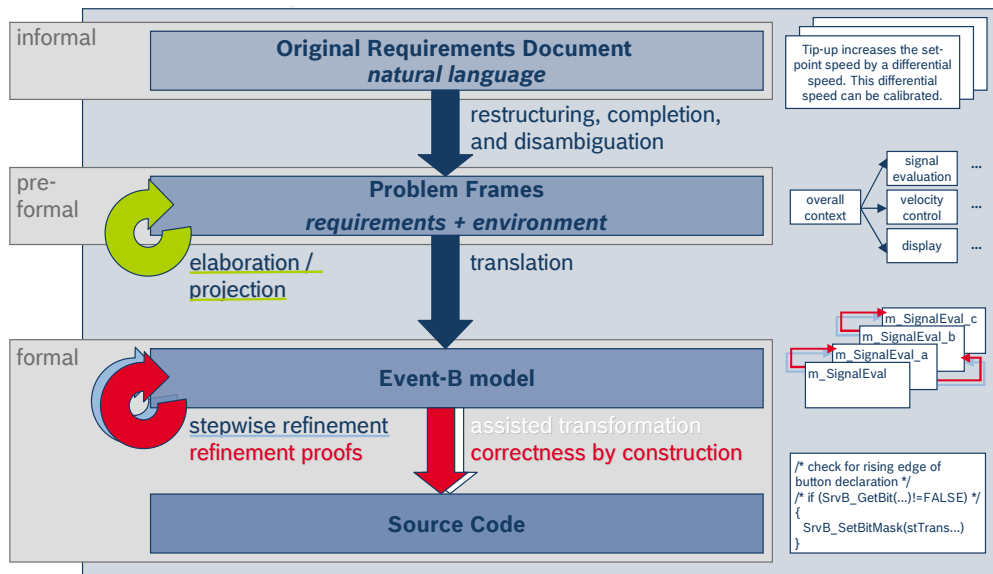 informal
Original Requirements Document
natural language
Tip-up increases the set-
point speed by a differential
speed. This differential
speed can be calibrated.
restructuring, completion,
and disambiguation
pre-
formal
Problem Frames
requirements + environment
elaboration /
projection
translation
overall
context
signal
evaluation
...
velocity
control
...
display
...
formal
Event-B model
stepwise refinement
refinement proofs
assisted transformation
correctness by construction
m_SignalEval_c
m_SignalEval_b
m_SignalEval_a
m_SignalEval
Source Code
/* check for rising edge of
button declaration */
/* if (SrvB_GetBit(...)!=FALSE) */
{
SrvB_SetBitMask(stTrans...)
}